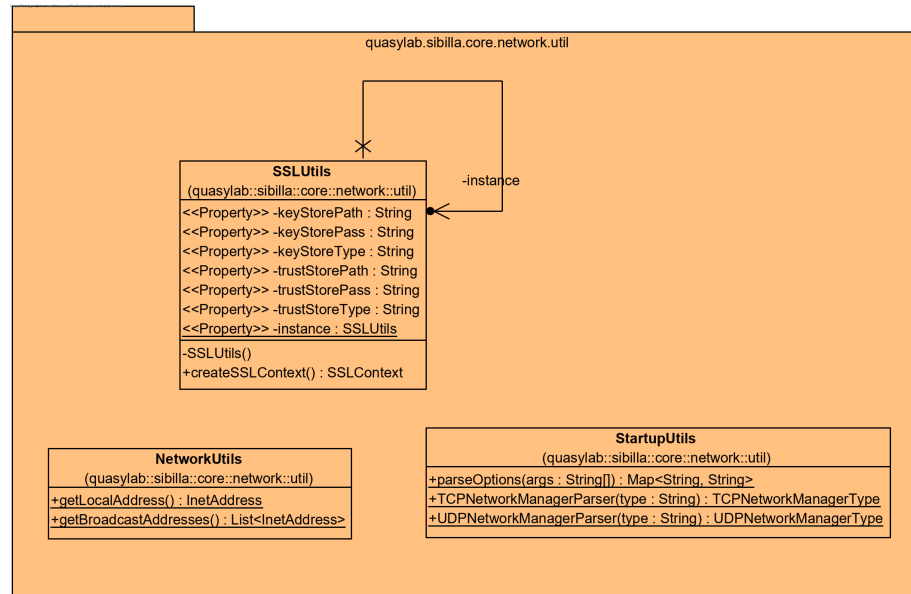 quasylab.sibilla.core.network.util
-instance
SSLUtils
(quasylab::sibilla::core::network::util)
<<Property>> -keyStorePath : String
<<Property>> -keyStorePass : String
<<Property>> -keyStoreType : String
<<Property>> -trustStorePath : String
<<Property>> -trustStorePass : String
<<Property>> -trustStoreType : String
<<Property>> -instance : SSLUtils
-SSLUtils()
+createSSLContext() : SSLContext
NetworkUtils
(quasylab::sibilla::core::network::util)
+getLocalAddress() : InetAddress
+getBroadcastAddresses() : List<InetAddress>
StartupUtils
(quasylab::sibilla::core::network::util)
+parseOptions(args : String[]) : Map<String, String>
+TCPNetworkManagerParser(type : String) : TCPNetworkManagerType
+UDPNetworkManagerParser(type : String) : UDPNetworkManagerType